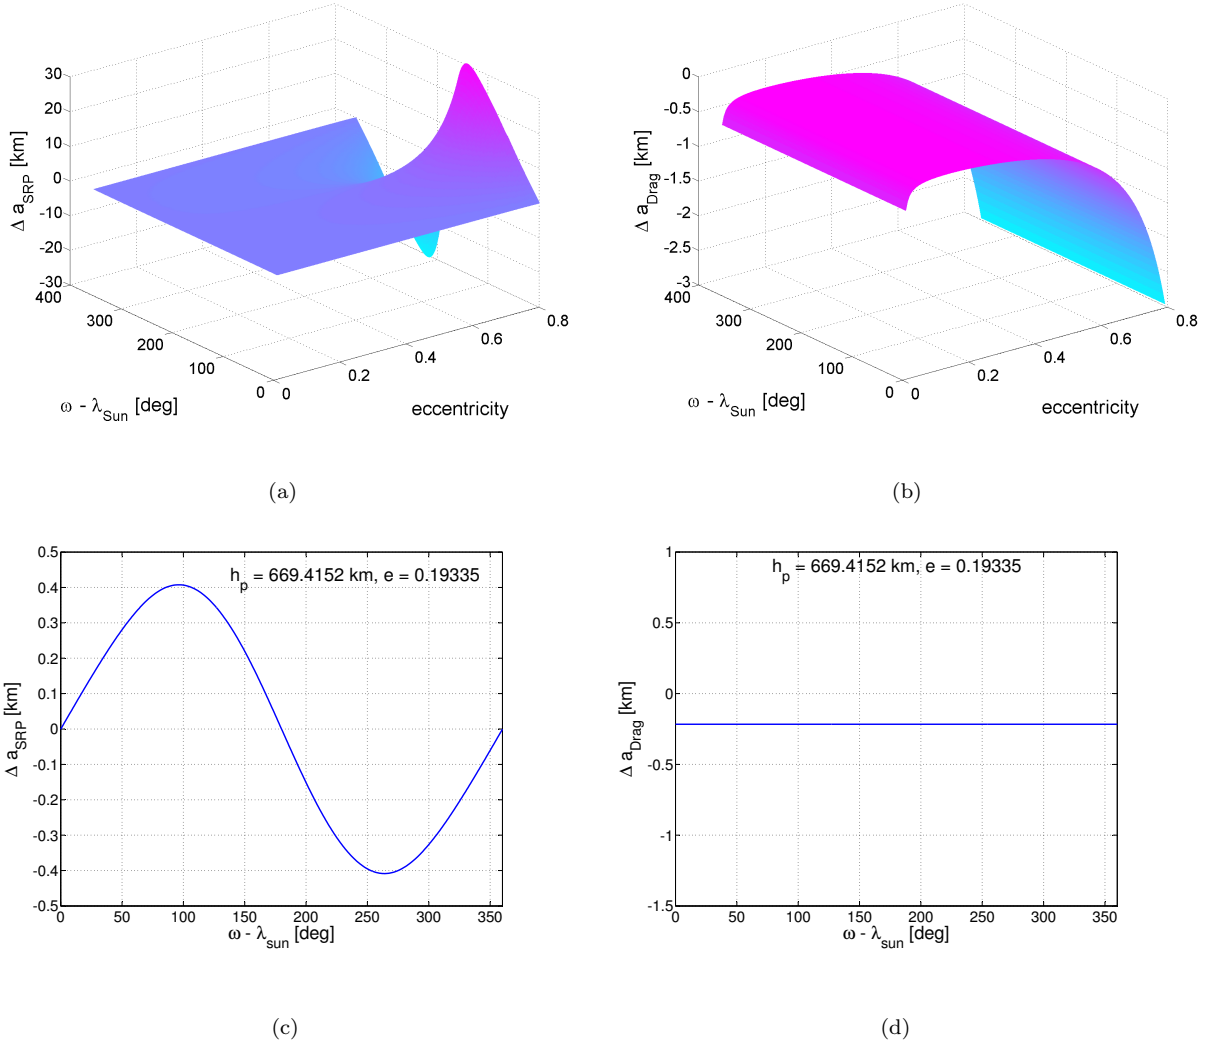 30
20
10
0
-10
-20
-30
400
300
200
100
0
0
0.2
0.4
0.6
0.8
Δ a_SRP [km]
ω - λ_Sun [deg]
eccentricity
(a)
0
-0.5
-1
-1.5
-2
-2.5
-3
400
300
200
100
0
0
0.2
0.4
0.6
0.8
Δ a_Drag [km]
ω - λ_Sun [deg]
eccentricity
(b)
h_p = 669.4152 km, e = 0.19335
0.5
0.4
0.3
0.2
0.1
0
-0.1
-0.2
-0.3
-0.4
-0.5
0 50 100 150 200 250 300 350
Δ a_SRP [km]
ω - λ_sun [deg]
(c)
h_p = 669.4152 km, e = 0.19335
1
0.5
0
-0.5
-1
-1.5
0 50 100 150 200 250 300 350
Δ a_Drag [km]
ω - λ_sun [deg]
(d)